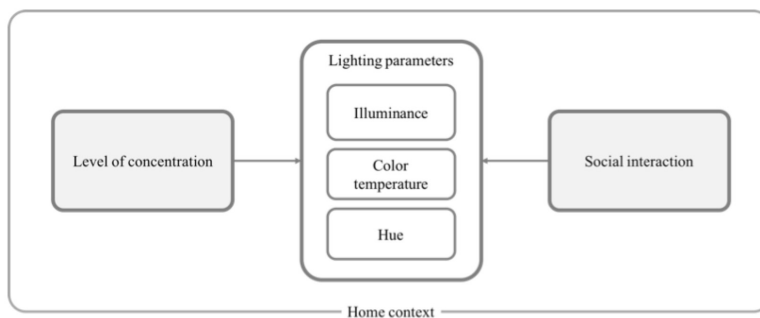 Lighting parameters
Illuminance
Level of concentration
Color
temperature
Social interaction
Hue
Home context